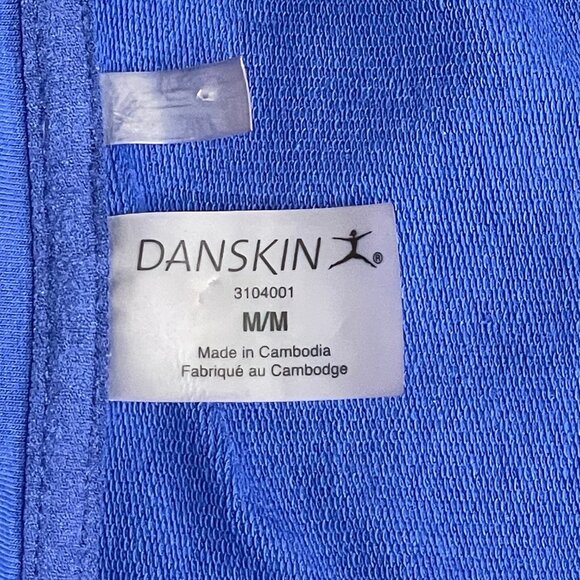 DANSKIN®
3104001
M/M
Made in Cambodia
Fabriqué au Cambodge